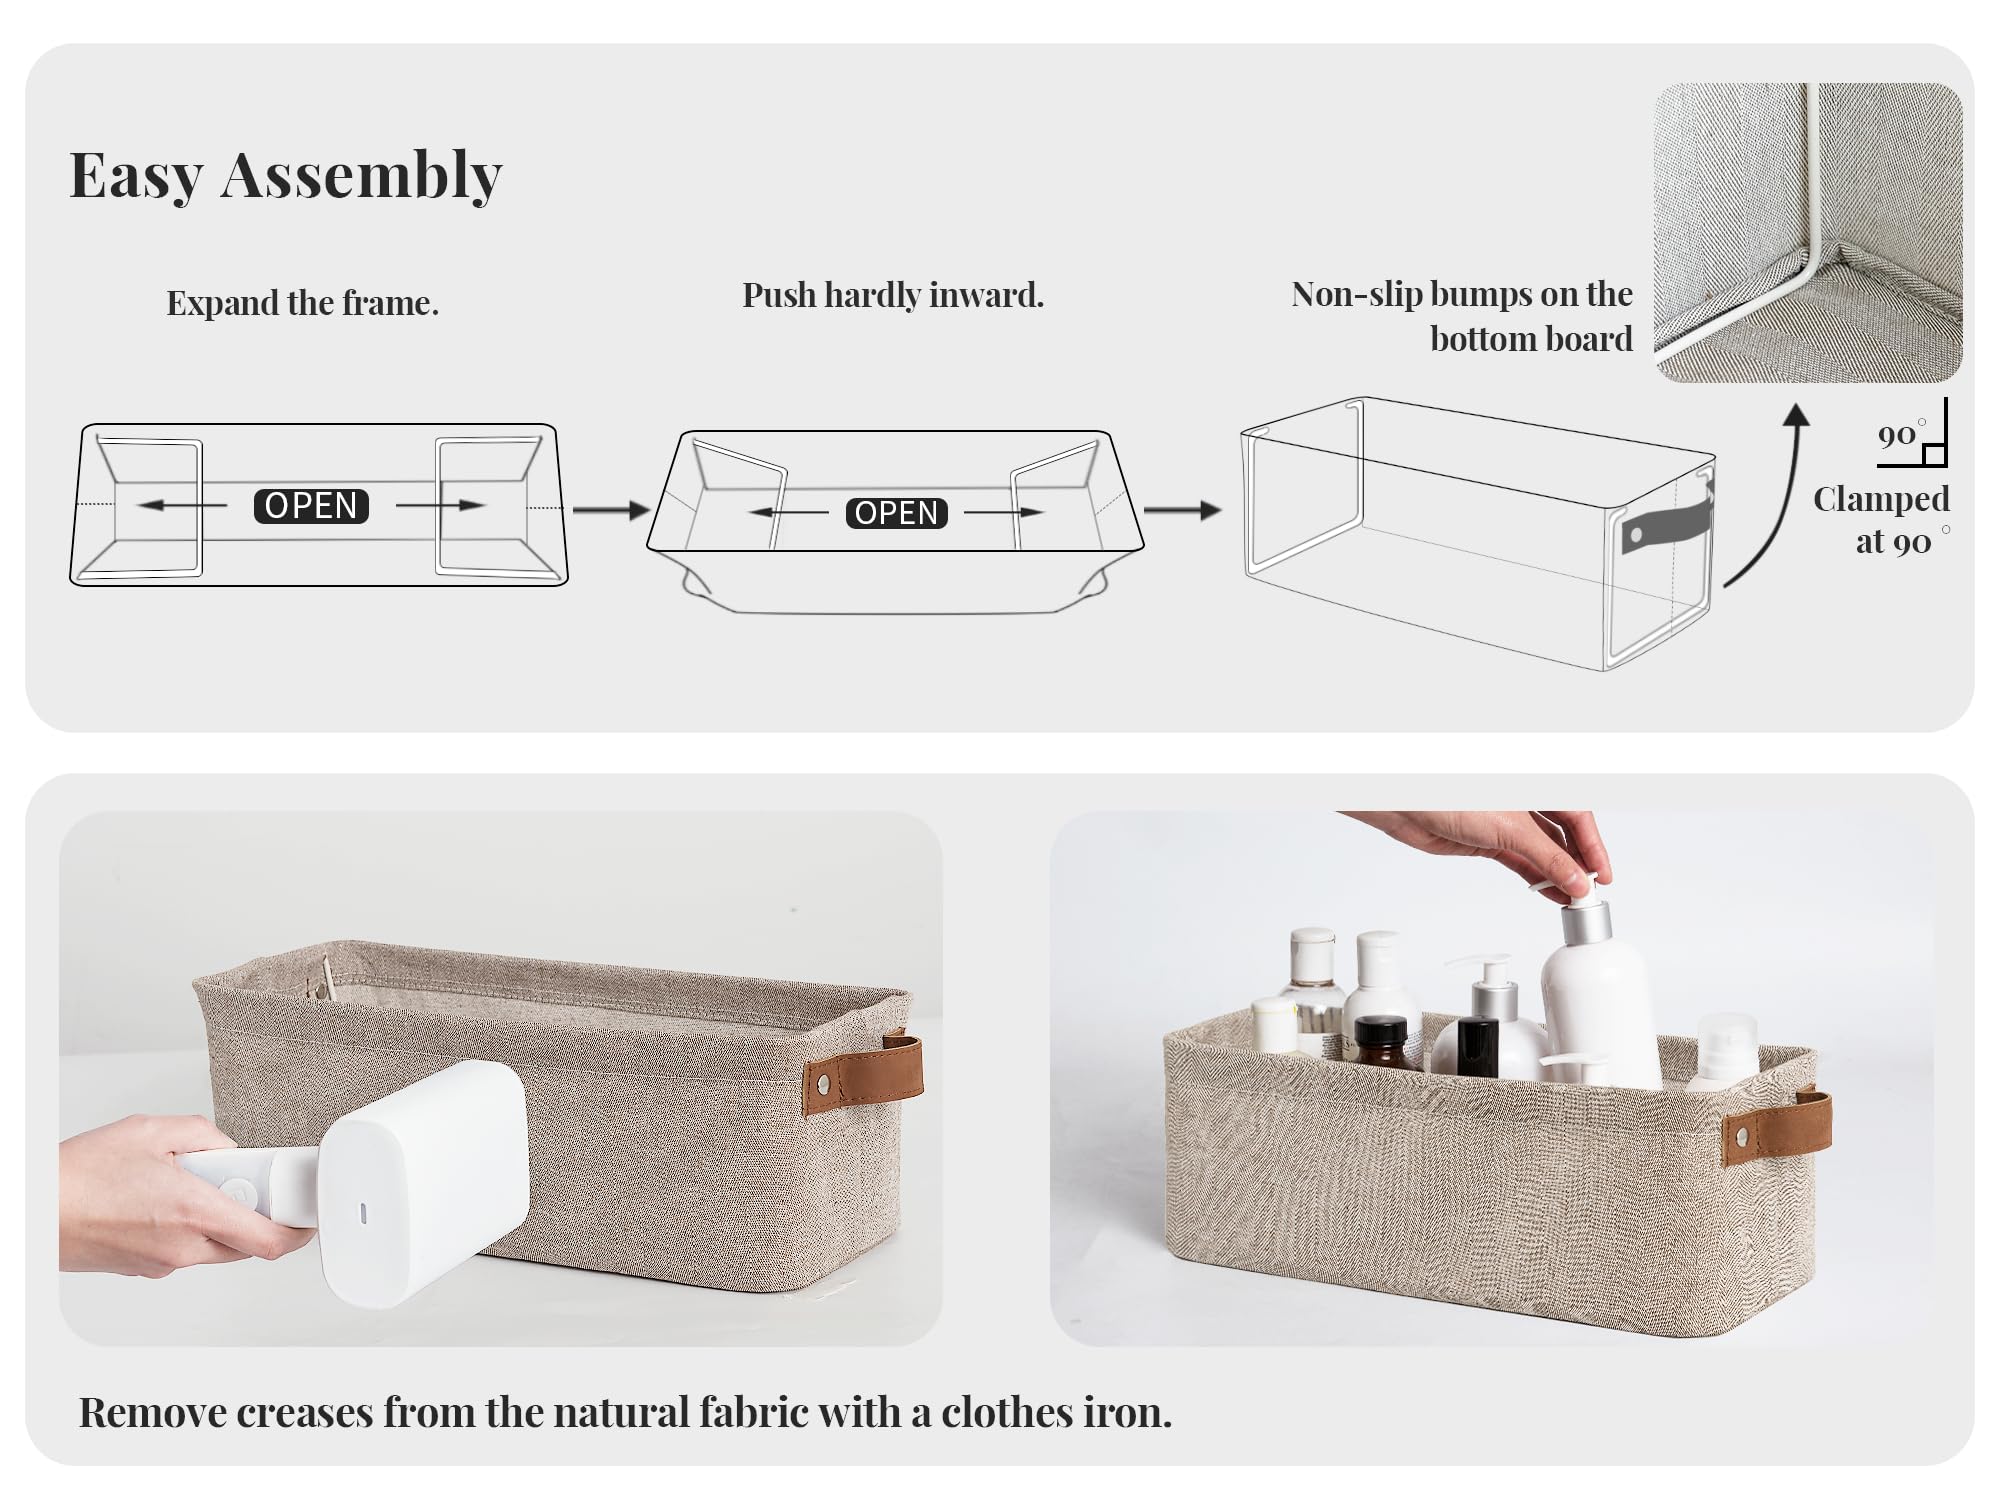 Easy Assembly
Expand the frame.
Push hardly inward.
Non-slip bumps on the
bottom board
OPEN
OPEN
90°
Clamped
at 90 °
Remove creases from the natural fabric with a clothes iron.